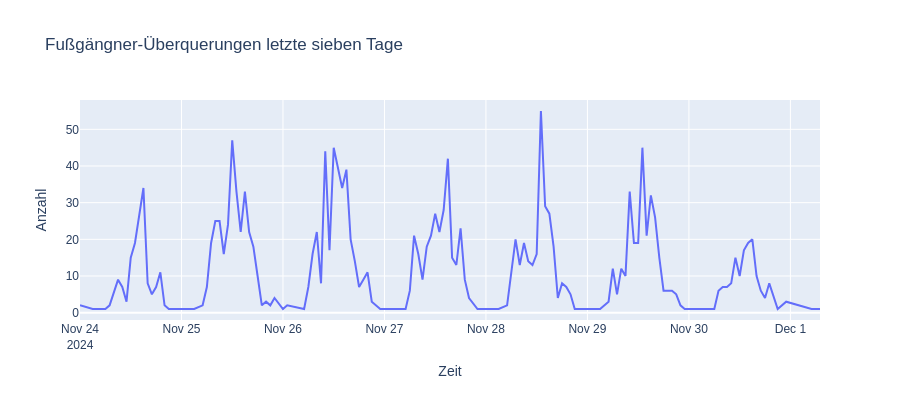 Fußgänger-Überquerungen letzte sieben Tage
50
40
30
20
10
0
Anzahl
Nov 24
2024
Nov 25
Nov 26
Nov 27
Nov 28
Nov 29
Nov 30
Dec 1
Zeit